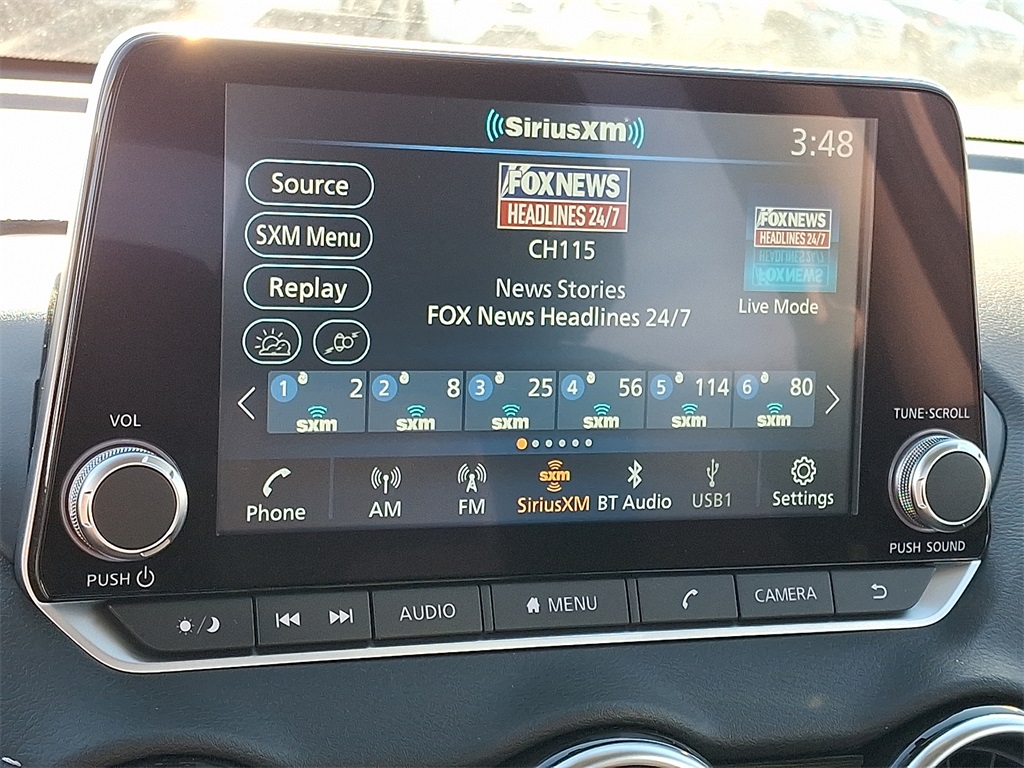 SiriusXM
3:48
Source
SXM Menu
Replay
FOX NEWS
HEADLINES 24/7
CH115
News Stories
FOX News Headlines 24/7
FOX NEWS
HEADLINES 24/7
Live Mode
1 2 sxm
2 8 sxm
3 25 sxm
4 56 sxm
5 114 sxm
6 80 sxm
Phone
AM
FM
sxm
SiriusXM
BT Audio
USB1
Settings
VOL
PUSH
TUNE·SCROLL
PUSH SOUND
AUDIO
MENU
CAMERA